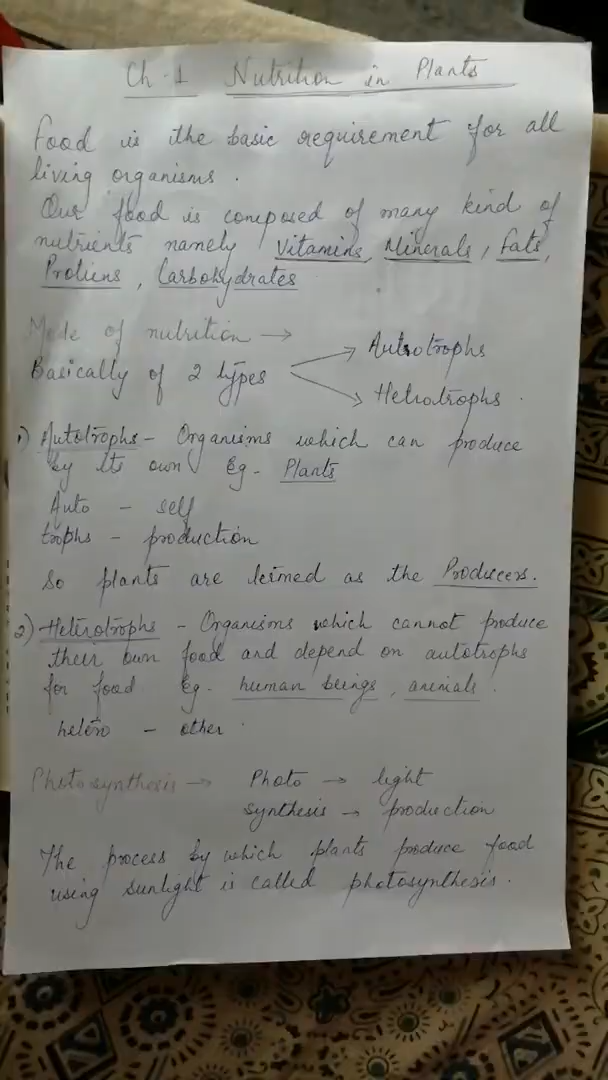 Ch. 1 Nutrition in Plants
Food is the basic requirement for all
living organisms.
Our food is composed of many kind of
nutrients namely Vitamins, Minerals, Fats,
Protiens, Carbohydrates
Mode of nutrition →
Basically of 2 types
Autotrophs
Hetrotrophs.
1) Autotrophs - Organisms which can produce
by its own Eg - Plants
Auto - self
trophs - production
So plants are termed as the Producers.
2) Heterotrophs - Organisms which cannot produce
their own food and depend on autotrophs
for food Eg - human beings, animals.
hetero - other
Photosynthesis → Photo → light
synthesis → production
The process by which plants produce food
using sunlight is called photosynthesis.